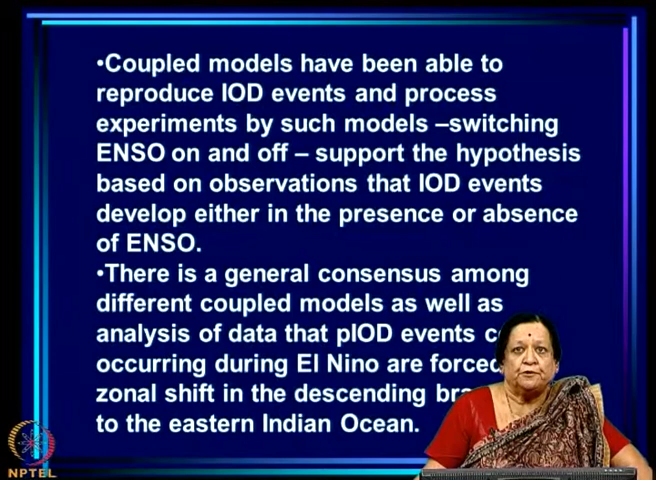 •Coupled models have been able to
reproduce IOD events and process
experiments by such models –switching
ENSO on and off – support the hypothesis
based on observations that IOD events
develop either in the presence or absence
of ENSO.
•There is a general consensus among
different coupled models as well as
analysis of data that pIOD events
occurring during El Nino are forced
zonal shift in the descending
to the eastern Indian Ocean.
NPTEL